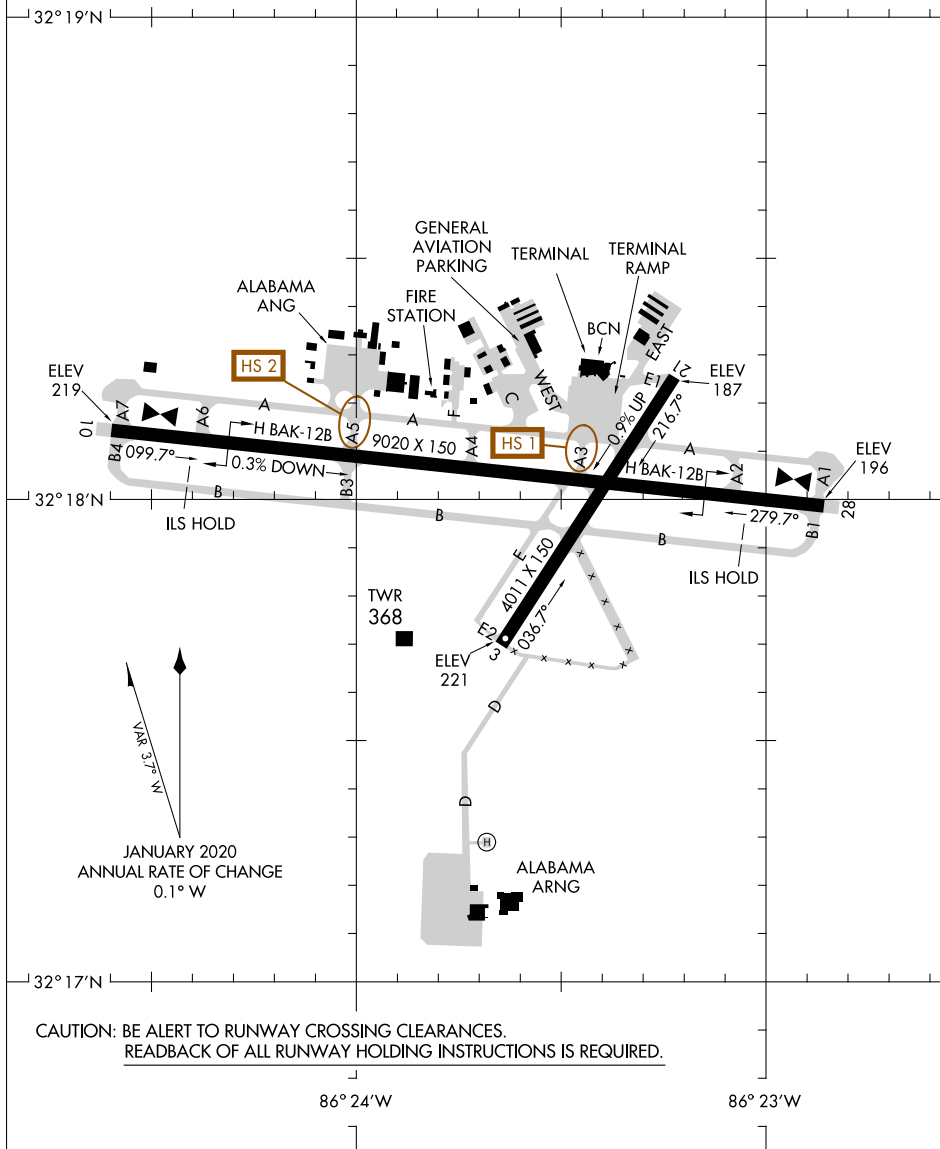 32° 19'N
GENERAL
AVIATION
PARKING
TERMINAL
TERMINAL
RAMP
ALABAMA
ANG
FIRE
STATION
BCN
EAST
HS 2
WEST
C
F
E
21
ELEV
187
ELEV
219
A7
A6
A
A
A5
A4
HS 1
A3
0.9% UP
216.7°
A
A2
A1
ELEV
196
10
B4
099.7°
H BAK-12B
9020 X 150
0.3% DOWN
B3
H BAK-12B
279.7°
28
B1
32° 18'N
ILS HOLD
B
B
B
ILS HOLD
E
4011 X 150
036.7°
E2
3
TWR
368
ELEV
221
x x x x x
x x x x
D
D
VAR 3.7° W
JANUARY 2020
ANNUAL RATE OF CHANGE
0.1° W
H
ALABAMA
ARNG
32° 17'N
CAUTION: BE ALERT TO RUNWAY CROSSING CLEARANCES.
READBACK OF ALL RUNWAY HOLDING INSTRUCTIONS IS REQUIRED.
86° 24'W
86° 23'W